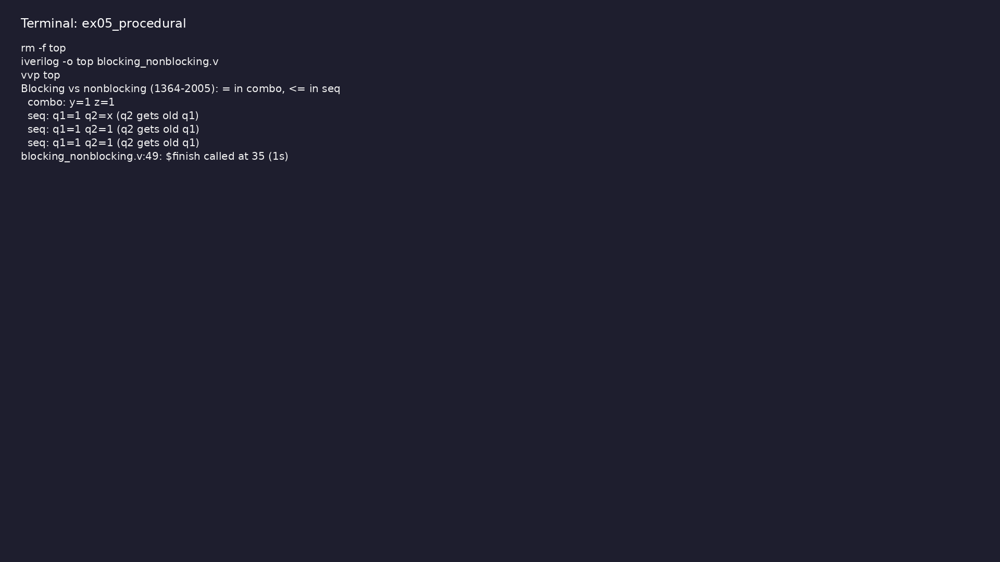 Terminal: ex05_procedural
rm -f top
iverilog -o top blocking_nonblocking.v
vvp top
Blocking vs nonblocking (1364-2005): = in combo, <= in seq
  combo: y=1 z=1
  seq: q1=1 q2=x (q2 gets old q1)
  seq: q1=1 q2=1 (q2 gets old q1)
  seq: q1=1 q2=1 (q2 gets old q1)
blocking_nonblocking.v:49: $finish called at 35 (1s)